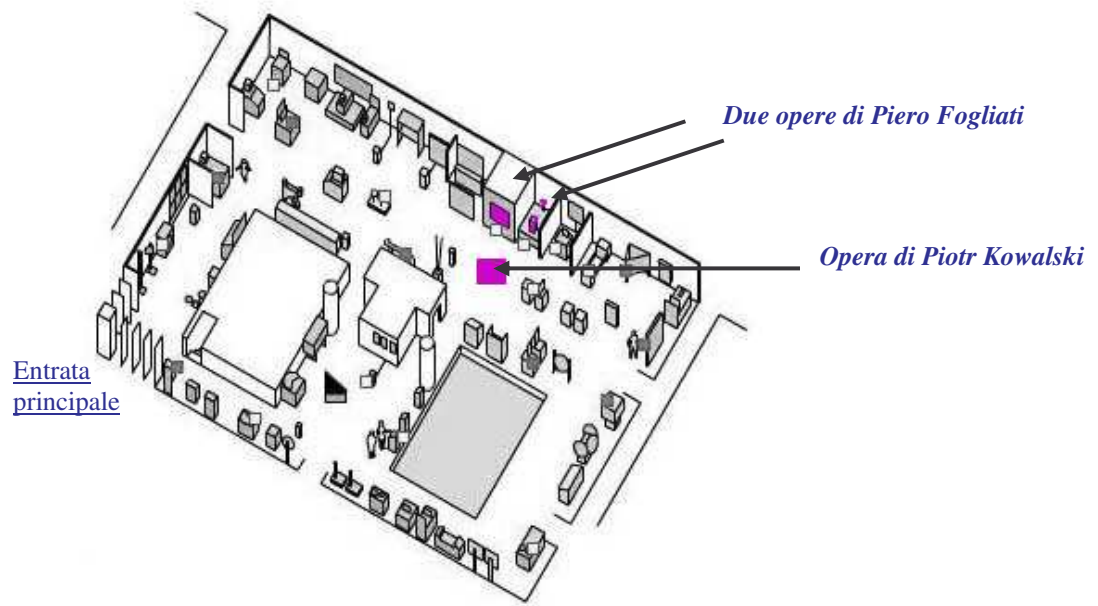 Due opere di Piero Fogliati
Opera di Piotr Kowalski
Entrata
principale